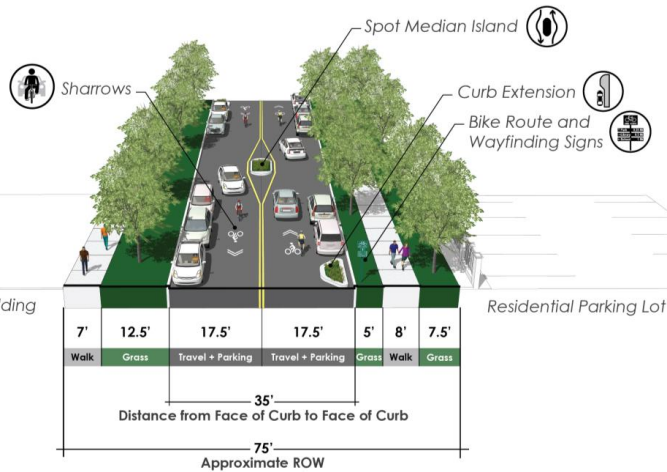 Spot Median Island
Sharrows
Curb Extension
Bike Route and
Wayfinding Signs
Residential Parking Lot
7' 12.5' 17.5' 17.5' 5' 8' 7.5'
Walk Grass Travel + Parking Travel + Parking Grass Walk Grass
35'
Distance from Face of Curb to Face of Curb
75'
Approximate ROW